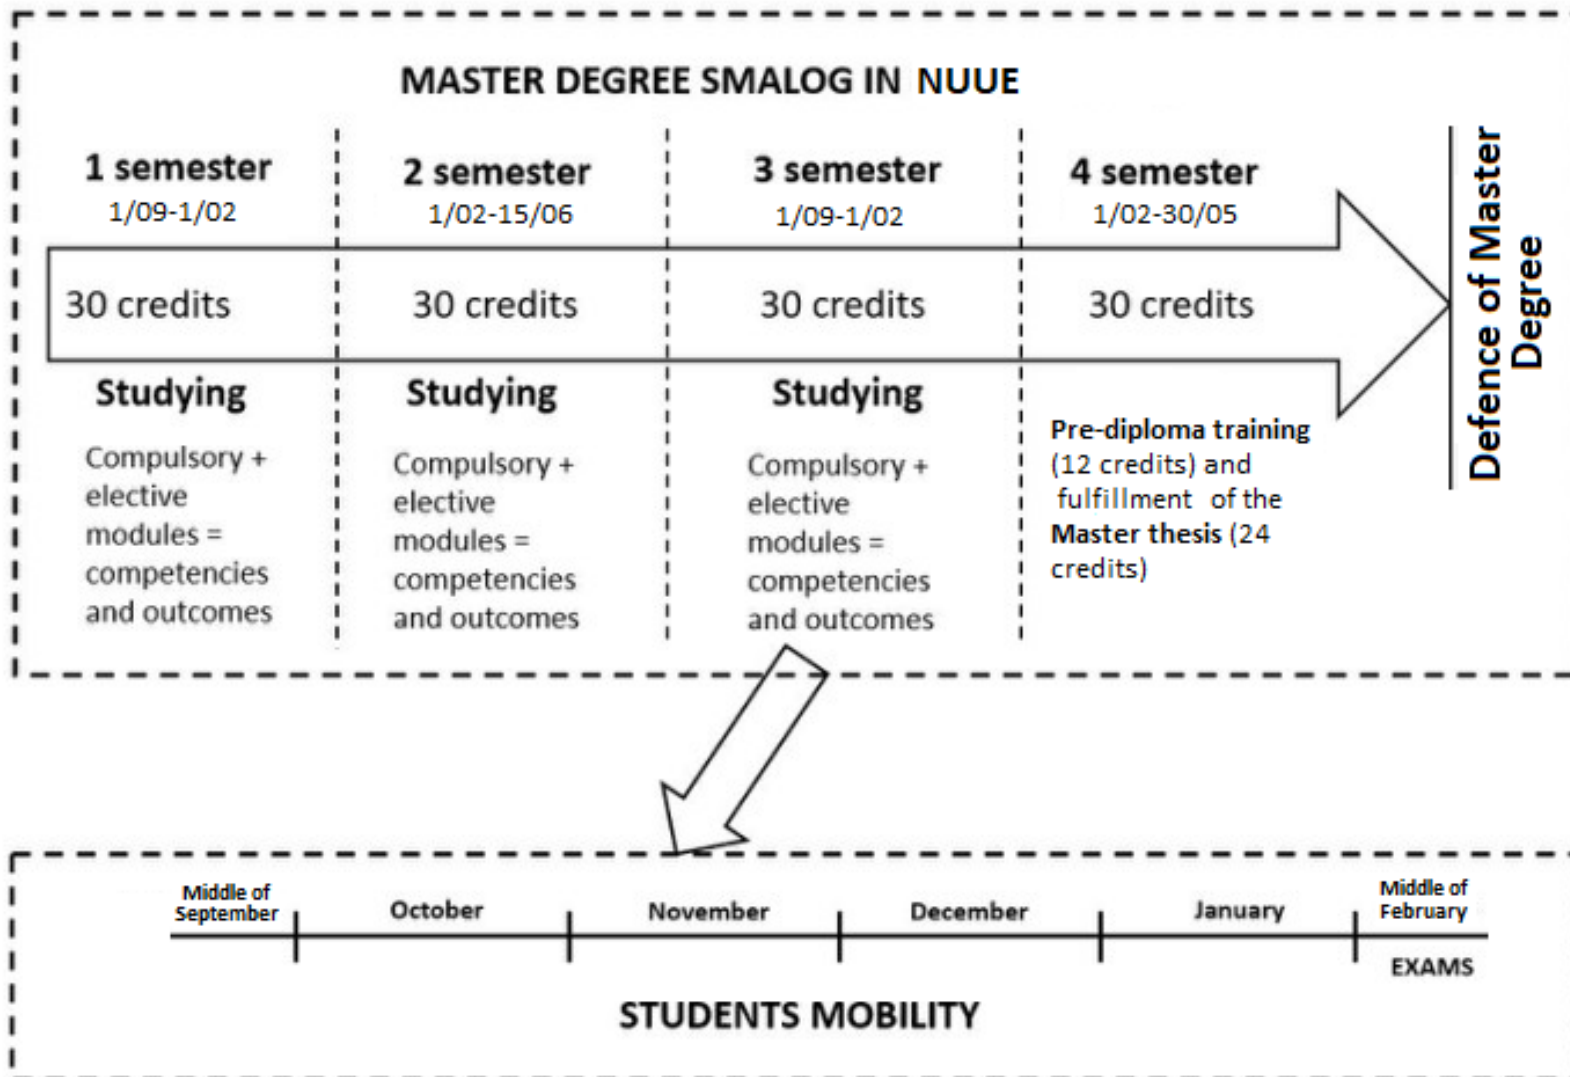 MASTER DEGREE SMALOG IN NUUE
1 semester
1/09-1/02
2 semester
1/02-15/06
3 semester
1/09-1/02
4 semester
1/02-30/05
30 credits
30 credits
30 credits
30 credits
Defence of Master
Degree
Studying
Compulsory +
elective
modules =
competencies
and outcomes
Studying
Compulsory +
elective
modules =
competencies
and outcomes
Studying
Compulsory +
elective
modules =
competencies
and outcomes
Pre-diploma training
(12 credits) and
fulfillment of the
Master thesis (24
credits)
Middle of
September
October
November
December
January
Middle of
February
EXAMS
STUDENTS MOBILITY